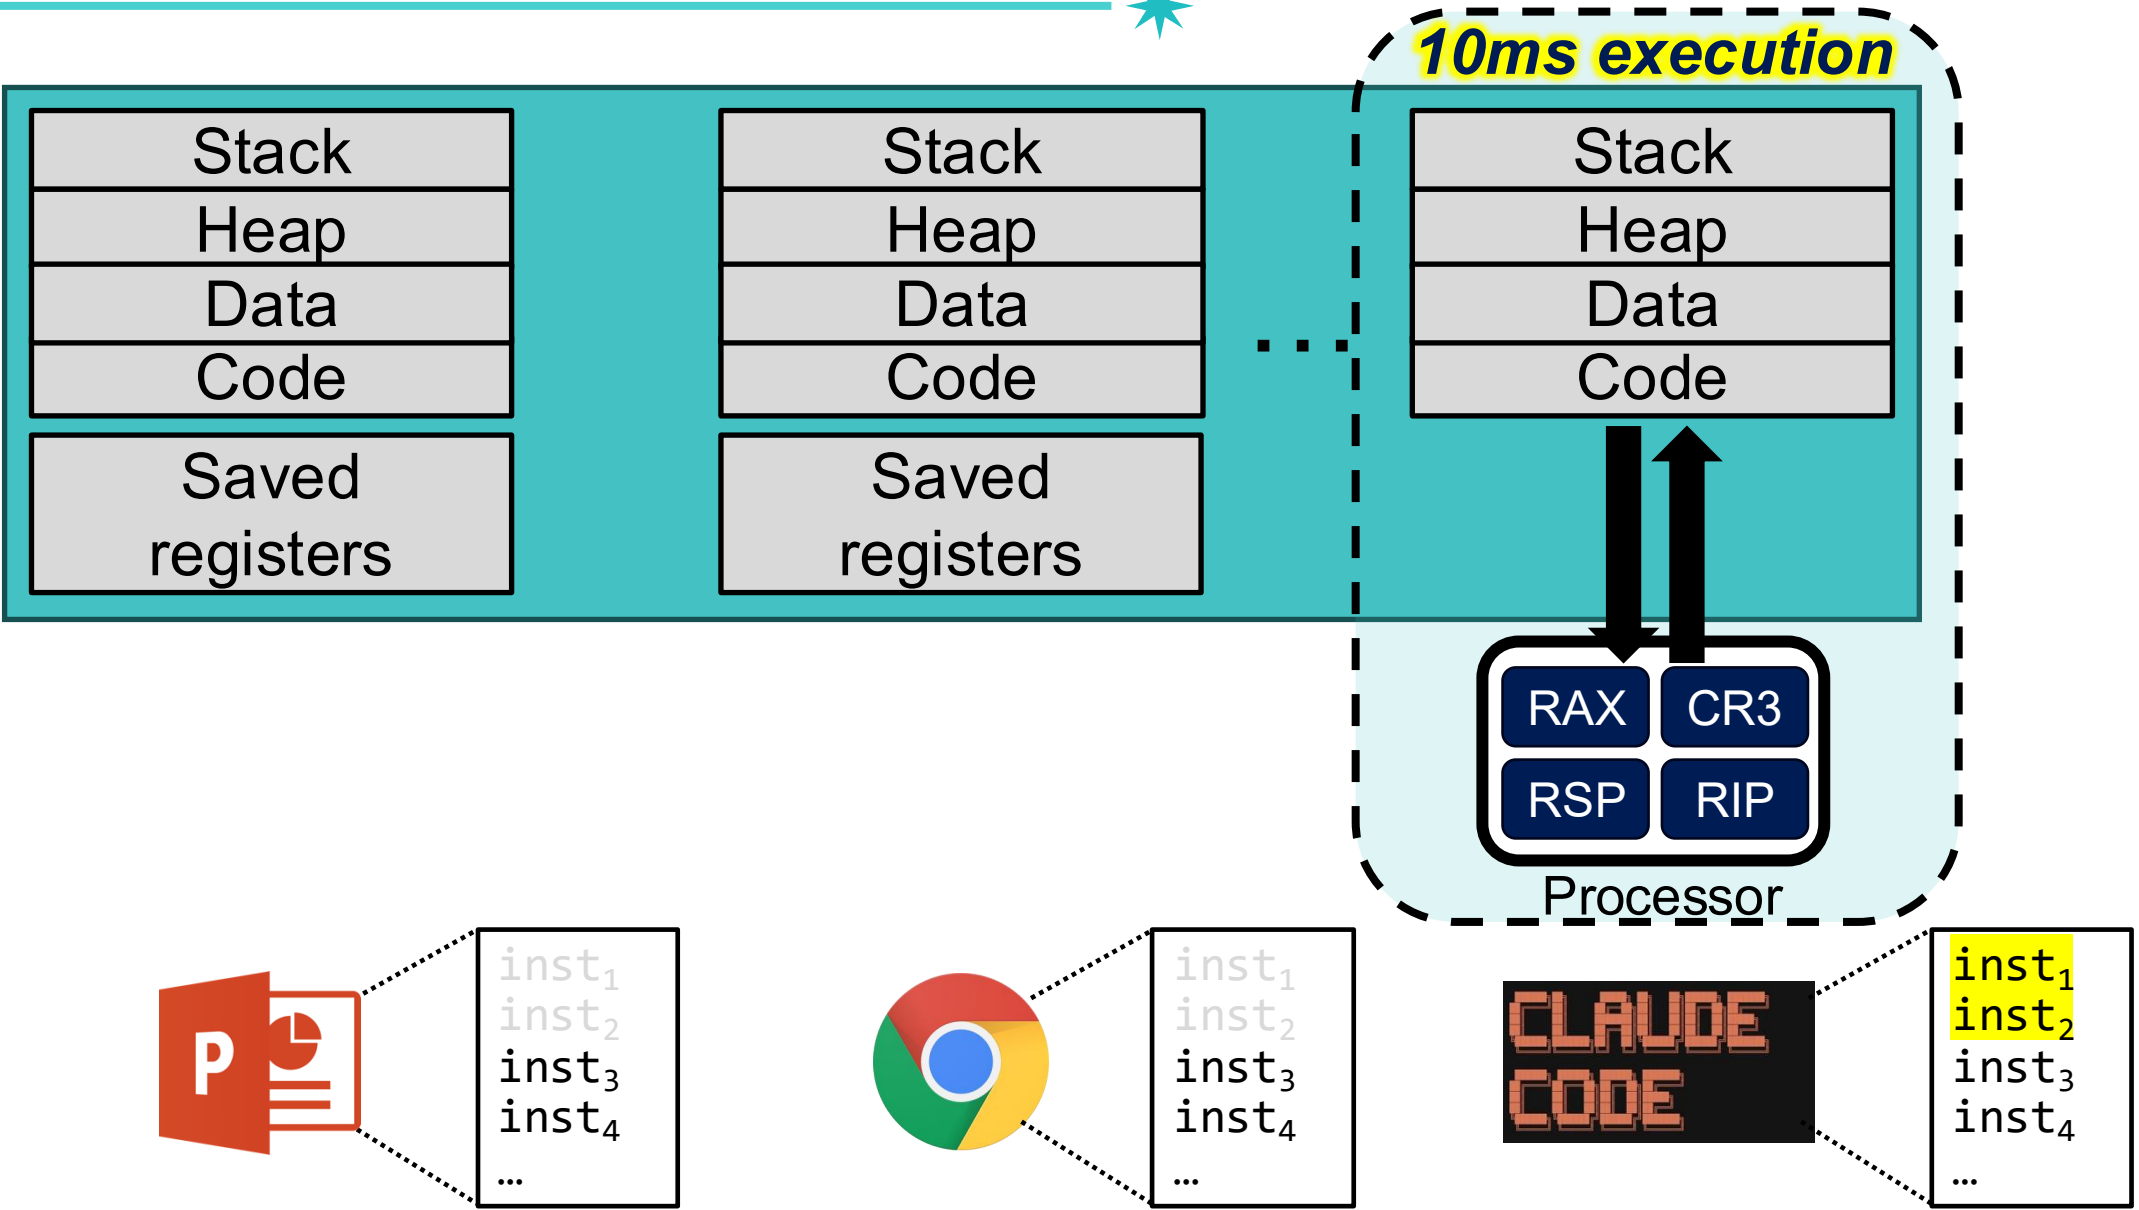 10ms execution
Stack
Heap
Data
Code
Saved
registers
Stack
Heap
Data
Code
Saved
registers
...
Stack
Heap
Data
Code
RAX
CR3
RSP
RIP
Processor
P
inst₁
inst₂
inst₃
inst₄
...
inst₁
inst₂
inst₃
inst₄
...
CLAUDE
CODE
inst₁
inst₂
inst₃
inst₄
...